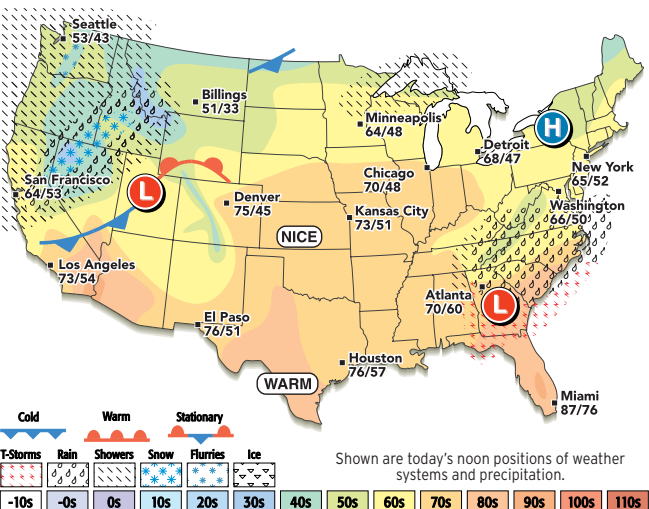 Seattle
53/43
Billings
51/33
Minneapolis
64/48
H
Detroit
68/47
New York
65/52
San Francisco
64/53
L
Chicago
70/48
Washington
66/50
Denver
75/45
Kansas City
73/51
NICE
Los Angeles
73/54
Atlanta
70/60
L
El Paso
76/51
Houston
76/57
WARM
Miami
87/76
Cold Warm Stationary
T-Storms Rain Showers Snow Flurries Ice
Shown are today's noon positions of weather
systems and precipitation.
-10s -0s 0s 10s 20s 30s 40s 50s 60s 70s 80s 90s 100s 110s